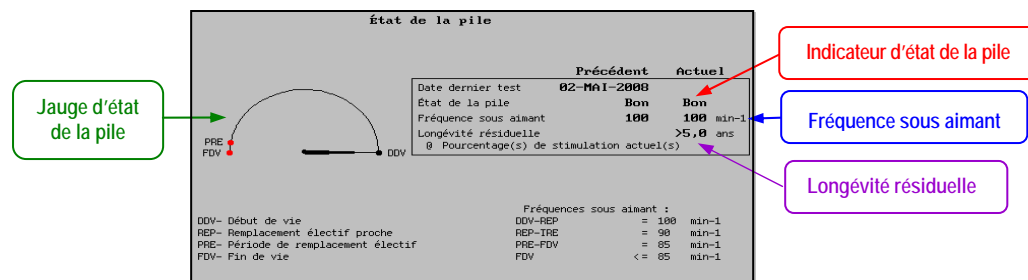 État de la pile
Indicateur d'état de la pile
Précédent Actuel
Date dernier test 02-MAI-2008
État de la pile Bon Bon
Fréquence sous aimant 100 100 min-1
Longévité résiduelle >5,0 ans
@ Pourcentage(s) de stimulation actuel(s)
Jauge d'état
de la pile
Fréquence sous aimant
Longévité résiduelle
PRE
FDV
DDV
DDV- Début de vie
REP- Remplacement électif proche
PRE- Période de remplacement électif
FDV- Fin de vie
Fréquences sous aimant :
DDV-REP = 100 min-1
REP-IRE = 90 min-1
PRE-FDV = 85 min-1
FDV <= 85 min-1